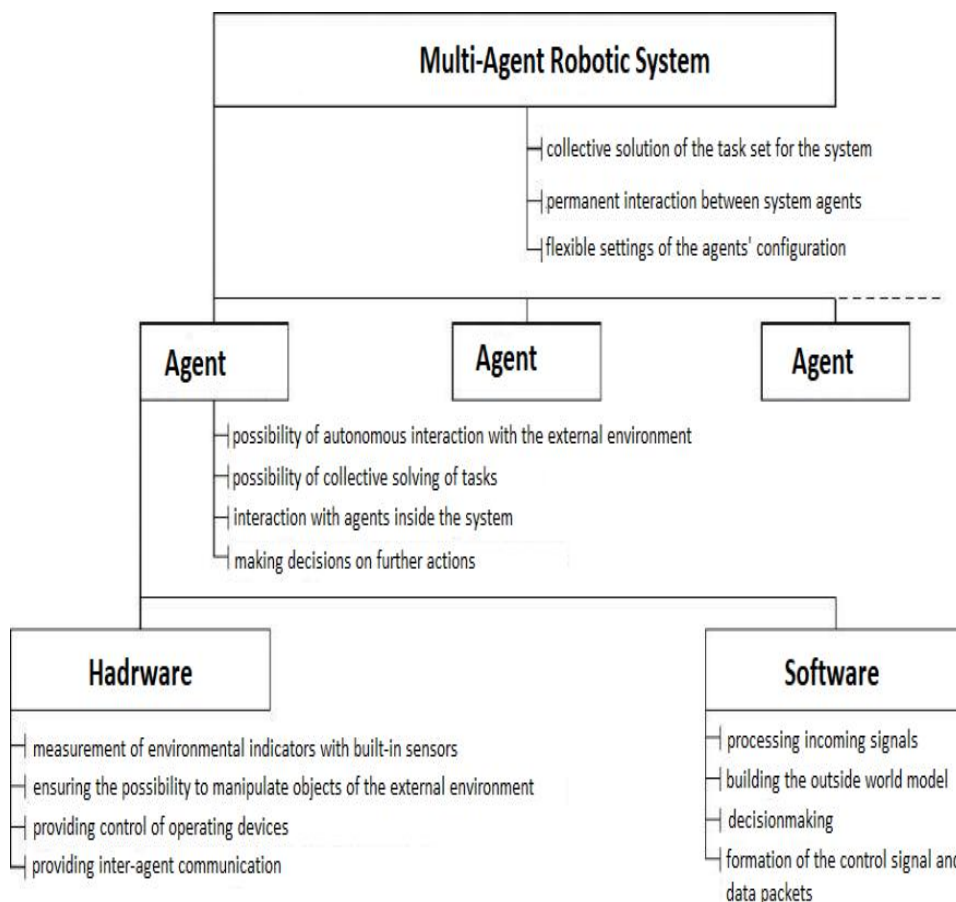 Multi-Agent Robotic System
collective solution of the task set for the system
permanent interaction between system agents
flexible settings of the agents' configuration
Agent
Agent
Agent
possibility of autonomous interaction with the external environment
possibility of collective solving of tasks
interaction with agents inside the system
making decisions on further actions
Hadrware
Software
measurement of environmental indicators with built-in sensors
ensuring the possibility to manipulate objects of the external environment
providing control of operating devices
providing inter-agent communication
processing incoming signals
building the outside world model
decisionmaking
formation of the control signal and
data packets